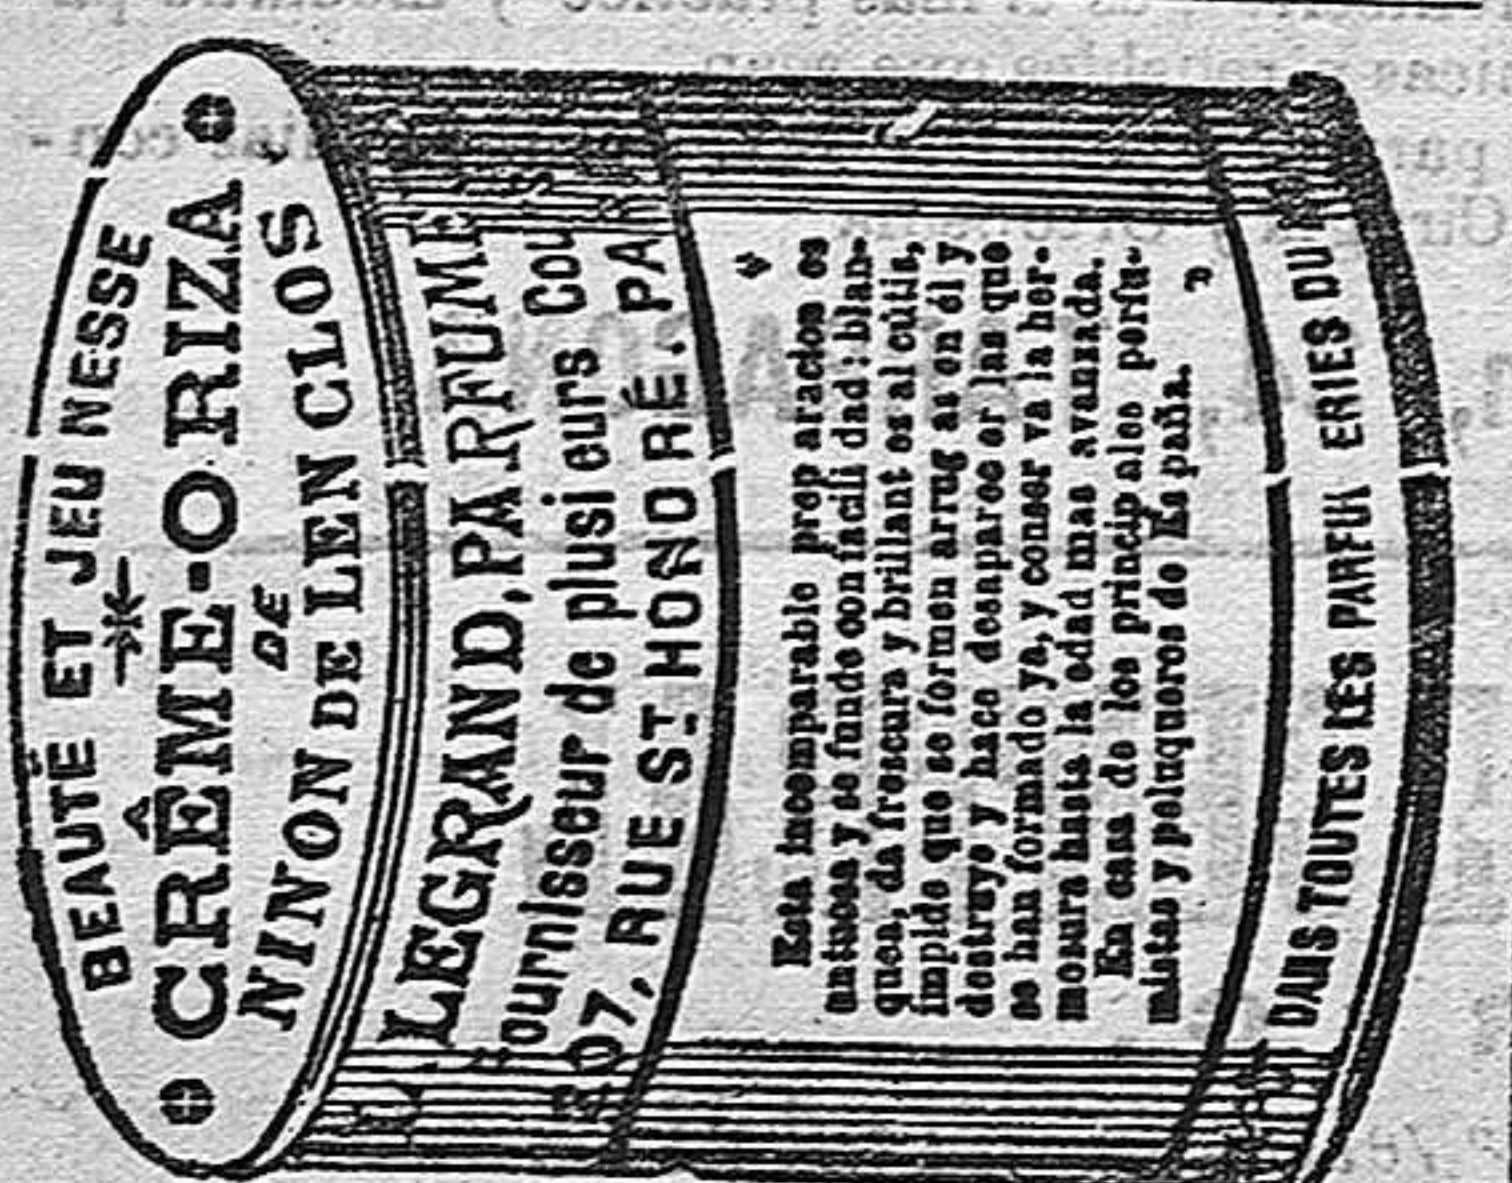 BEAUTÉ ET JEUNESSE
CRÊME-ORIZA
DE
NINON DE LENCLOS
LEGRAND, PARFUME
Fournisseur de plusieurs Cou
207, RUE ST HONORÉ. PAR
Esta incomparable preparacion es
untuosa y se funde con facilidad: blan-
quea, da frescura y brillantez al cútis,
impide que se formen arrugas en él y
destruye y hace desaparecer las que
se han formado ya, y conserva la her-
mosura hasta la edad mas avanzada.
En casa de los principales perfu-
mistas y peluqueros de España.
DANS TOUTES LES PARFUMERIES DU